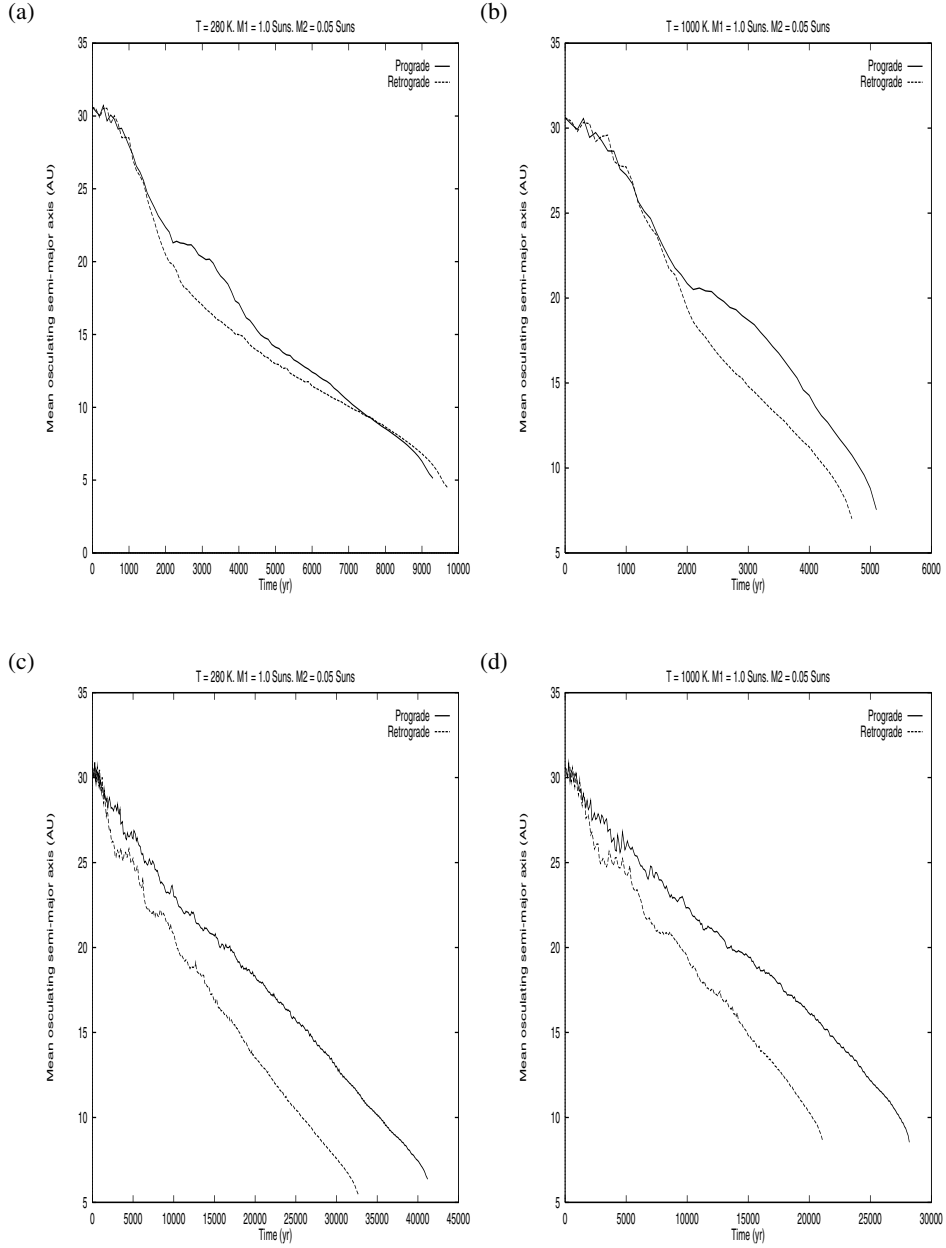 (a)
T = 280 K. M1 = 1.0 Suns. M2 = 0.05 Suns
Prograde
Retrograde
Mean osculating semi-major axis (AU)
35
30
25
20
15
10
5
0
0 1000 2000 3000 4000 5000 6000 7000 8000 9000 10000
Time (yr)
(b)
T = 1000 K. M1 = 1.0 Suns. M2 = 0.05 Suns
Prograde
Retrograde
Mean osculating semi-major axis (AU)
35
30
25
20
15
10
5
0 1000 2000 3000 4000 5000 6000
Time (yr)
(c)
T = 280 K. M1 = 1.0 Suns. M2 = 0.05 Suns
Prograde
Retrograde
Mean osculating semi-major axis (AU)
35
30
25
20
15
10
5
0 5000 10000 15000 20000 25000 30000 35000 40000 45000
Time (yr)
(d)
T = 1000 K. M1 = 1.0 Suns. M2 = 0.05 Suns
Prograde
Retrograde
Mean osculating semi-major axis (AU)
35
30
25
20
15
10
5
0 5000 10000 15000 20000 25000 30000
Time (yr)